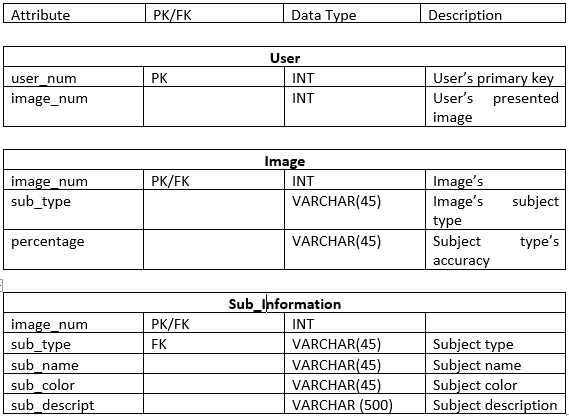 Attribute PK/FK Data Type Description
User
user_num PK INT User's primary key
image_num INT User's presented
image
Image
image_num PK/FK INT Image's
sub_type VARCHAR(45) Image's subject
type
percentage VARCHAR(45) Subject type's
accuracy
Sub_Information
image_num PK/FK INT
sub_type FK VARCHAR(45) Subject type
sub_name VARCHAR(45) Subject name
sub_color VARCHAR(45) Subject color
sub_descript VARCHAR (500) Subject description